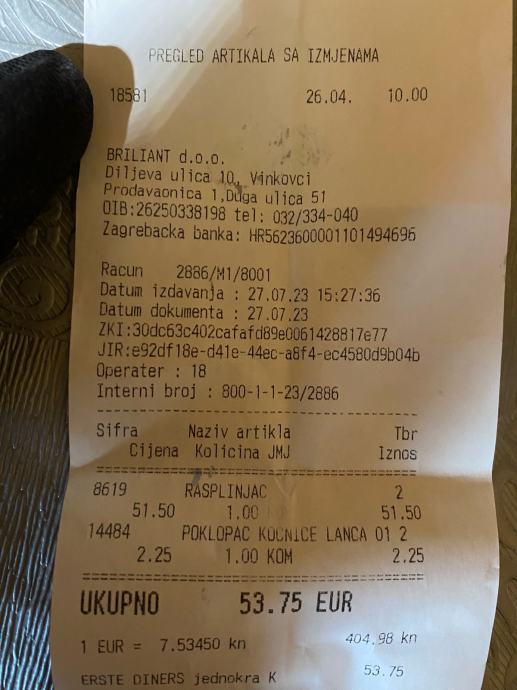 PREGLED ARTIKALA SA IZMJENAMA
18581 26.04. 10.00
BRILIANT d.o.o.
Diljeva ulica 10, Vinkovci
Prodavaonica 1,Duga ulica 51
OIB:26250338198 tel: 032/334-040
Zagrebacka banka: HR5623600001101494696
Racun 2886/M1/8001
Datum izdavanja : 27.07.23 15:27:36
Datum dokumenta : 27.07.23
ZKI:30dc63c402cafafd89e0061428817e77
JIR:e92df18e-d41e-44ec-a8f4-ec4580d9b04b
Operater : 18
Interni broj : 800-1-1-23/2886
Sifra Naziv artikla Tbr
Cijena Kolicina JMJ Iznos
8619 RASPLINJAC 2
51.50 1.00 51.50
14484 POKLOPAC KOCNICE LANCA 01 2
2.25 1.00 KOM 2.25
UKUPNO 53.75 EUR
1 EUR = 7.53450 kn 404.98 kn
ERSTE DINERS jednokra K 53.75